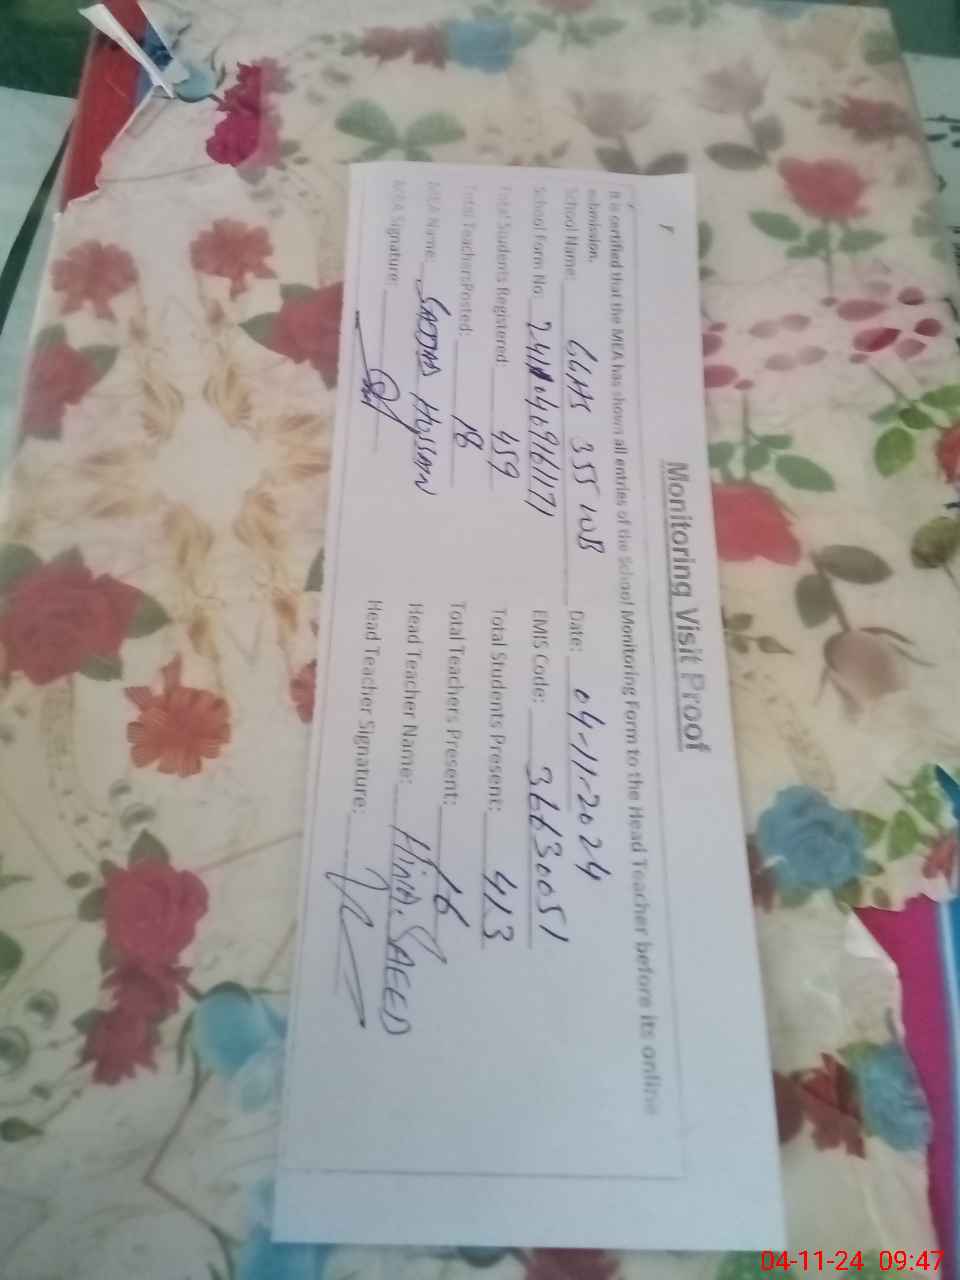 F
Monitoring Visit Proof
It is certified that the MEA has shown all entries of the School Monitoring Form to the Head Teacher before its online
submission.
School Name: GGHS 355 WB Date: 04-11-2024
School Form No: EMIS Code: 36630051
Total Students Registered: 459 Total Students Present: 413
Total Teachers Posted: 18 Total Teachers Present: 16
MEA Name: SAJJAD HUSSAIN Head Teacher Name: Hina. SAEED
MEA Signature: Head Teacher Signature:
04-11-24 09:47